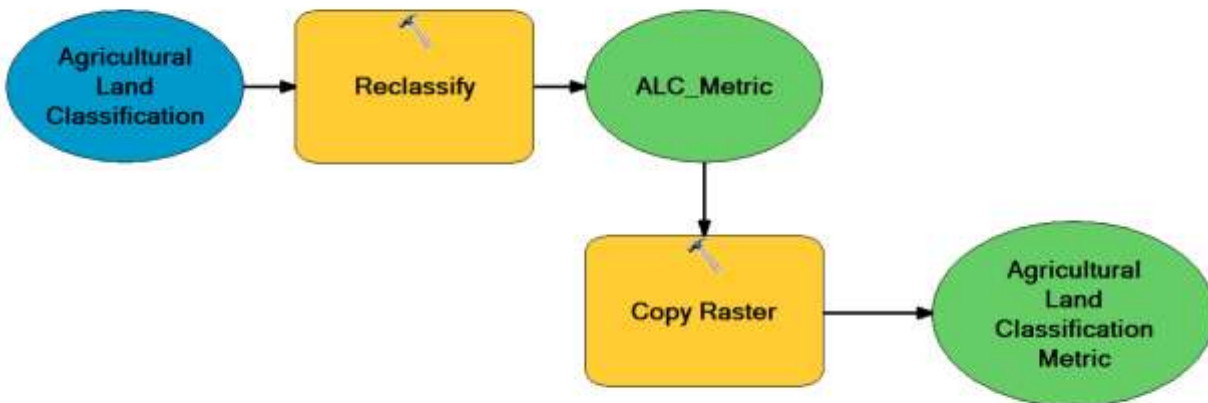 Agricultural
Land
Classification
Reclassify
ALC_Metric
Copy Raster
Agricultural
Land
Classification
Metric